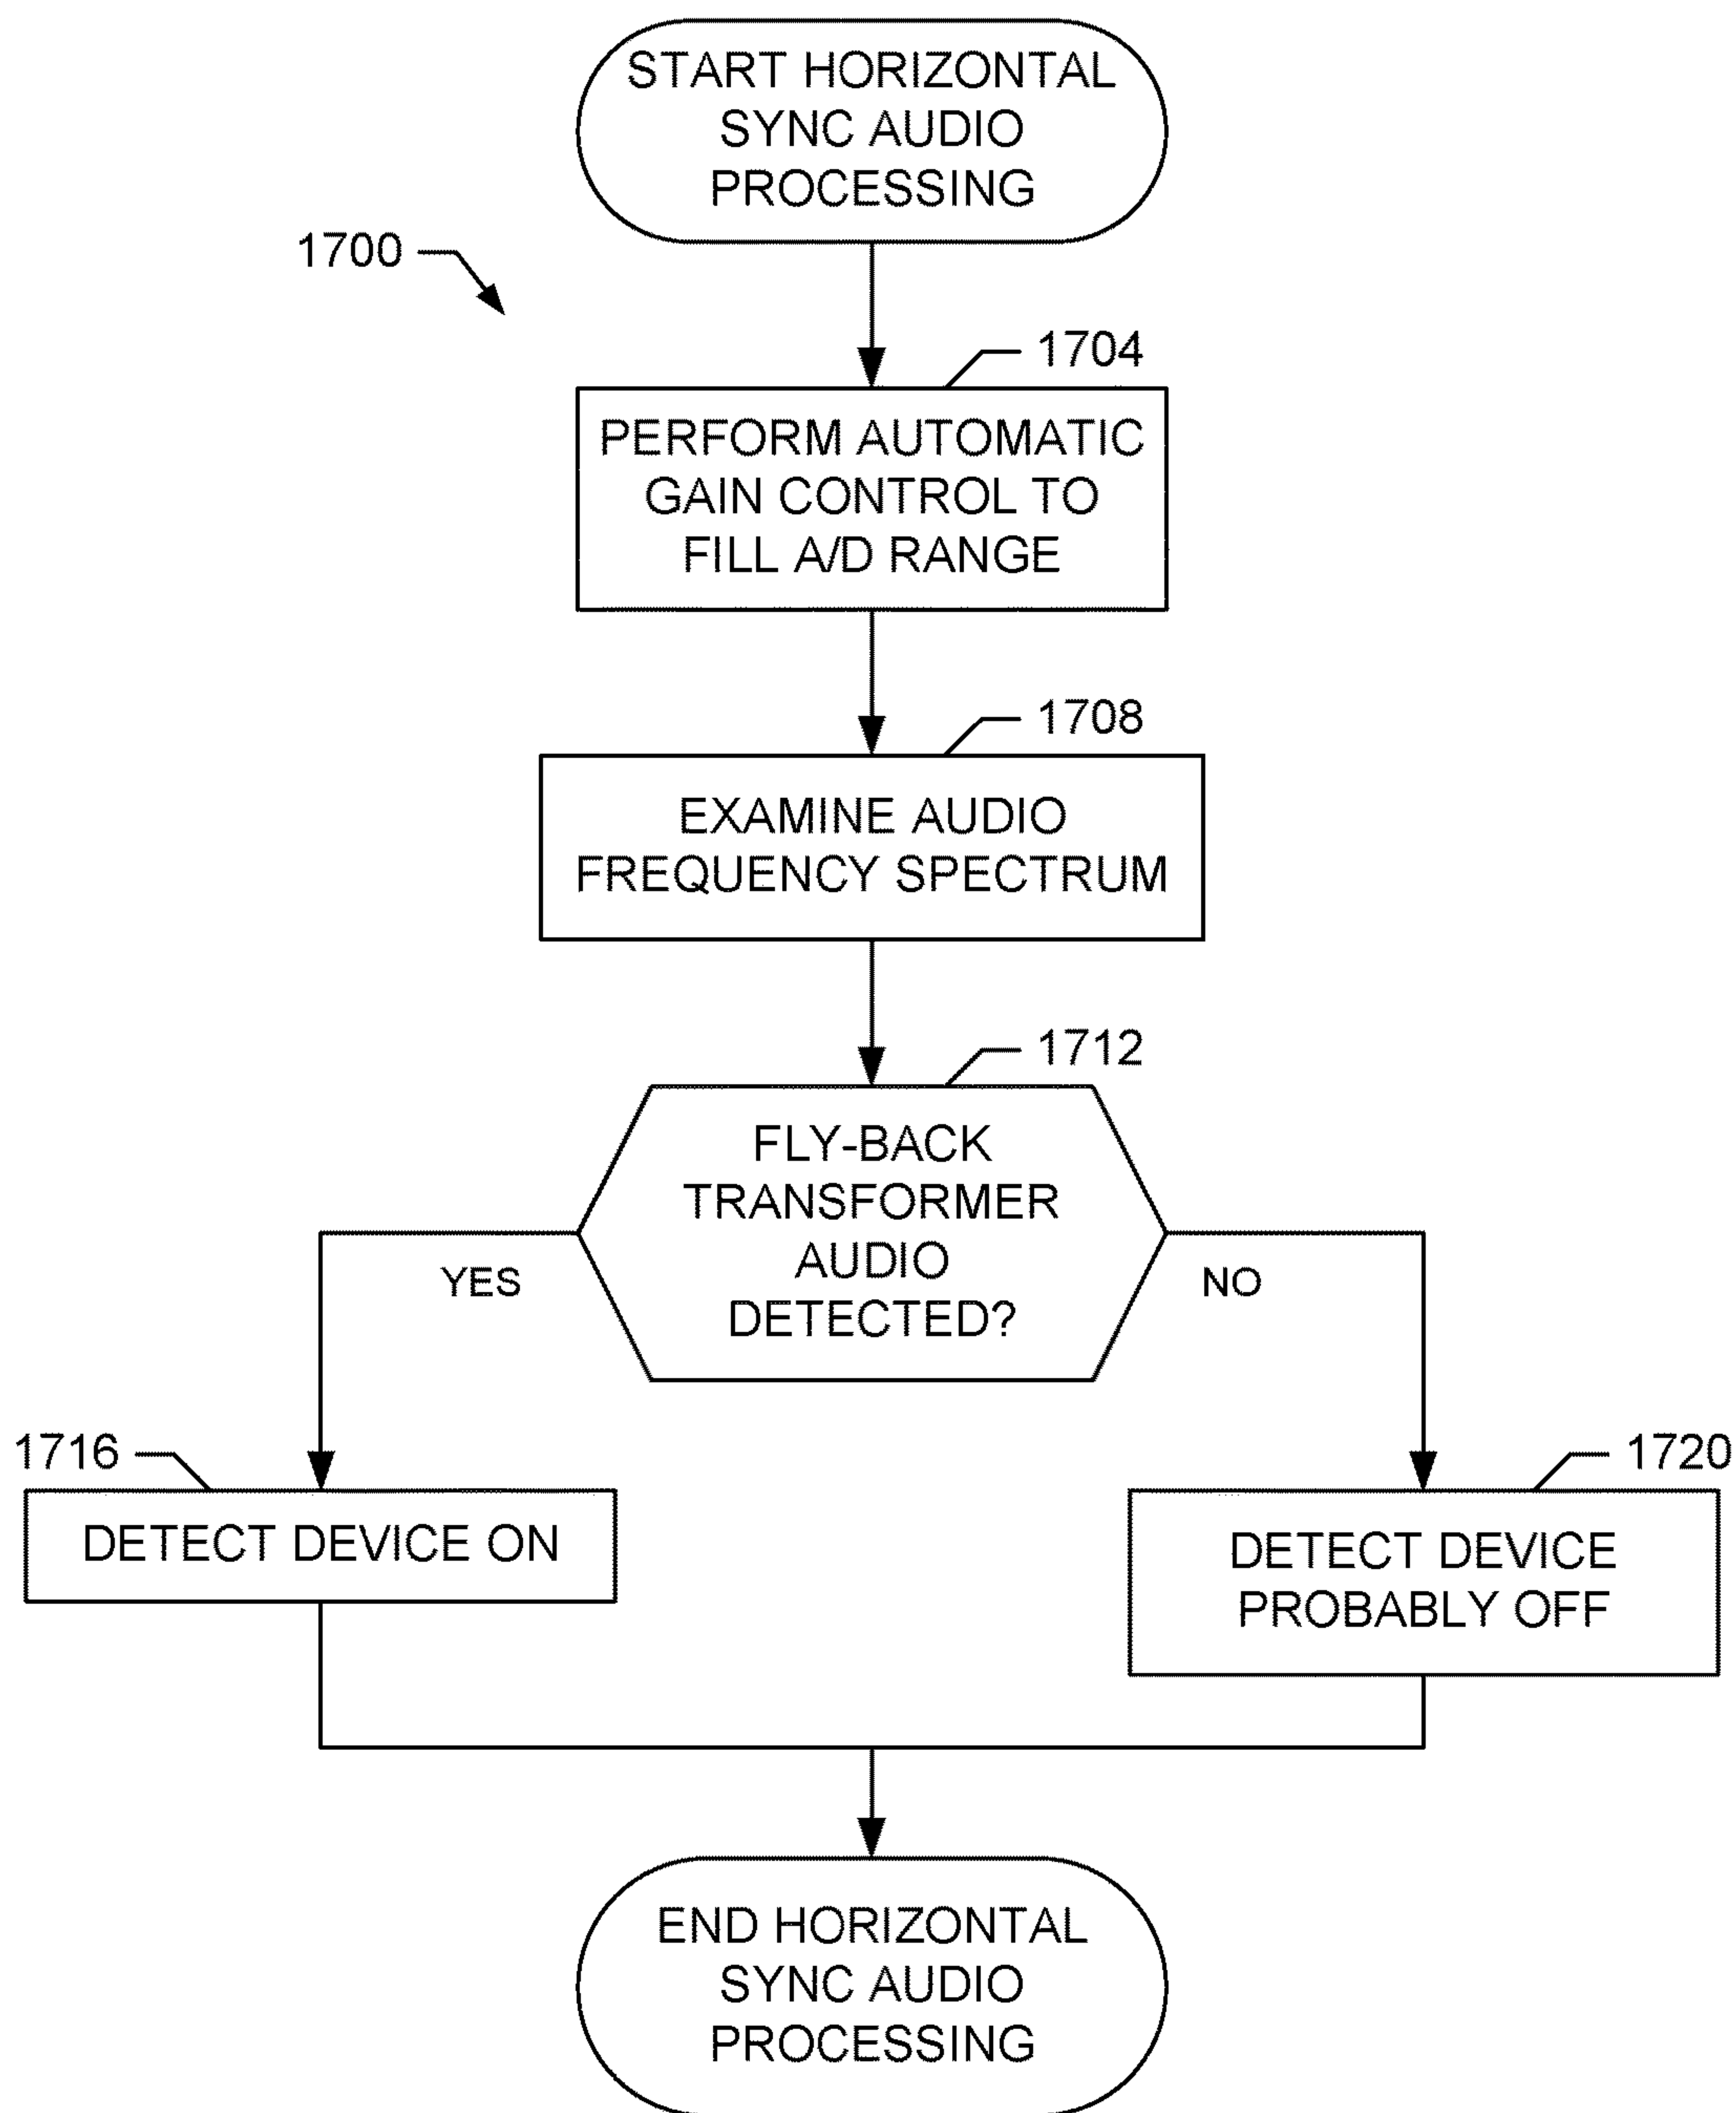 START HORIZONTAL
SYNC AUDIO
PROCESSING
1700
1704
PERFORM AUTOMATIC
GAIN CONTROL TO
FILL A/D RANGE
1708
EXAMINE AUDIO
FREQUENCY SPECTRUM
1712
FLY-BACK
TRANSFORMER
AUDIO
DETECTED?
YES
NO
1716
DETECT DEVICE ON
1720
DETECT DEVICE
PROBABLY OFF
END HORIZONTAL
SYNC AUDIO
PROCESSING